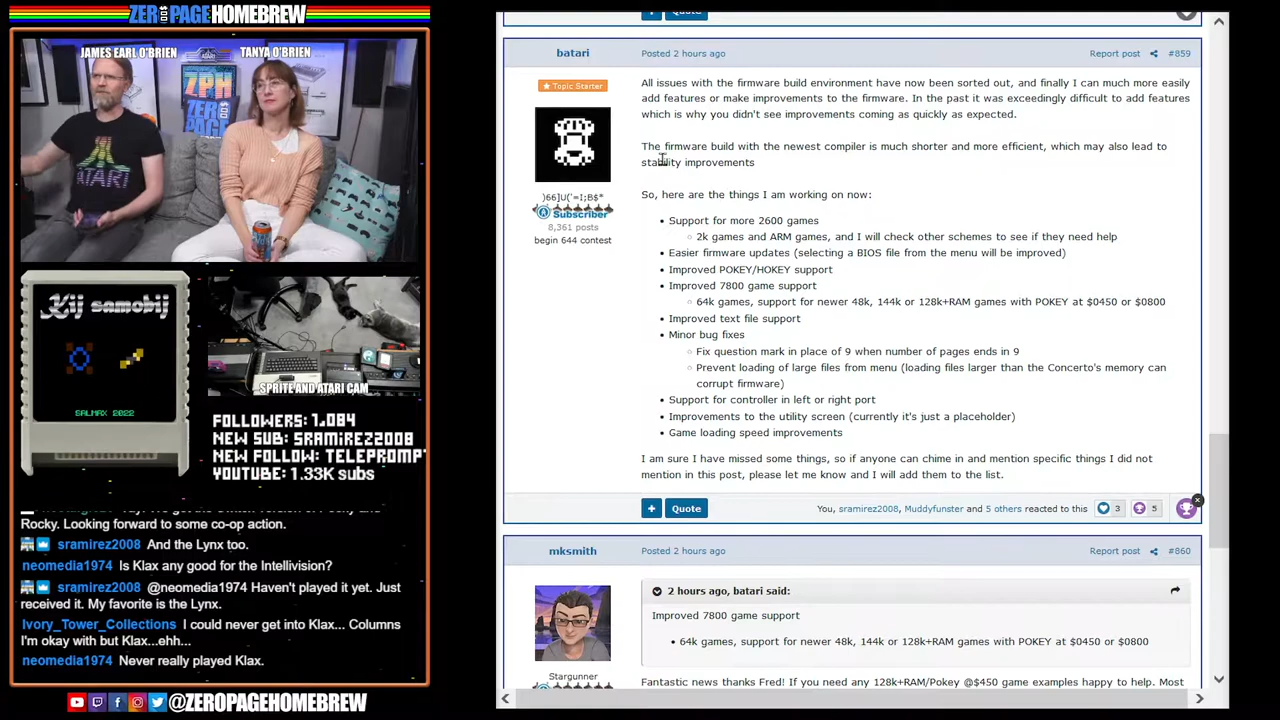 ZERO PAGE HOMEBREW
JAMES EARL O'BRIEN
TANYA O'BRIEN
ZPH
ZERO
PAGE
ATARI
Kij samobij
SALMAX 2022
SPRITE AND ATARI CAM
FOLLOWERS: 1,084
NEW SUB: SRAMIREZ2008
NEW FOLLOW: TELEPROMPT
YOUTUBE: 1.33K subs
Rocky. Looking forward to some co-op action.
sramirez2008 And the Lynx too.
neomedia1974 Is Klax any good for the Intellivision?
sramirez2008 @neomedia1974 Haven't played it yet. Just
received it. My favorite is the Lynx.
Ivory_Tower_Collections I could never get into Klax... Columns
I'm okay with but Klax...ehh...
neomedia1974 Never really played Klax.
@ZEROPAGEHOMEBREW
+ Quote
batari
Posted 2 hours ago
Report post #859
★ Topic Starter
)66]U('=I;B$*
Subscriber
8,361 posts
begin 644 contest
All issues with the firmware build environment have now been sorted out, and finally I can much more easily
add features or make improvements to the firmware. In the past it was exceedingly difficult to add features
which is why you didn't see improvements coming as quickly as expected.
The firmware build with the newest compiler is much shorter and more efficient, which may also lead to
stability improvements
So, here are the things I am working on now:
• Support for more 2600 games
◦ 2k games and ARM games, and I will check other schemes to see if they need help
• Easier firmware updates (selecting a BIOS file from the menu will be improved)
• Improved POKEY/HOKEY support
• Improved 7800 game support
◦ 64k games, support for newer 48k, 144k or 128k+RAM games with POKEY at $0450 or $0800
• Improved text file support
• Minor bug fixes
◦ Fix question mark in place of 9 when number of pages ends in 9
◦ Prevent loading of large files from menu (loading files larger than the Concerto's memory can
corrupt firmware)
• Support for controller in left or right port
• Improvements to the utility screen (currently it's just a placeholder)
• Game loading speed improvements
I am sure I have missed some things, so if anyone can chime in and mention specific things I did not
mention in this post, please let me know and I will add them to the list.
+ Quote
You, sramirez2008, Muddyfunster and 5 others reacted to this 3 5
mksmith
Posted 2 hours ago
Report post #860
Stargunner
2 hours ago, batari said:
Improved 7800 game support
• 64k games, support for newer 48k, 144k or 128k+RAM games with POKEY at $0450 or $0800
Fantastic news thanks Fred! If you need any 128k+RAM/Pokey @$450 game examples happy to help. Most